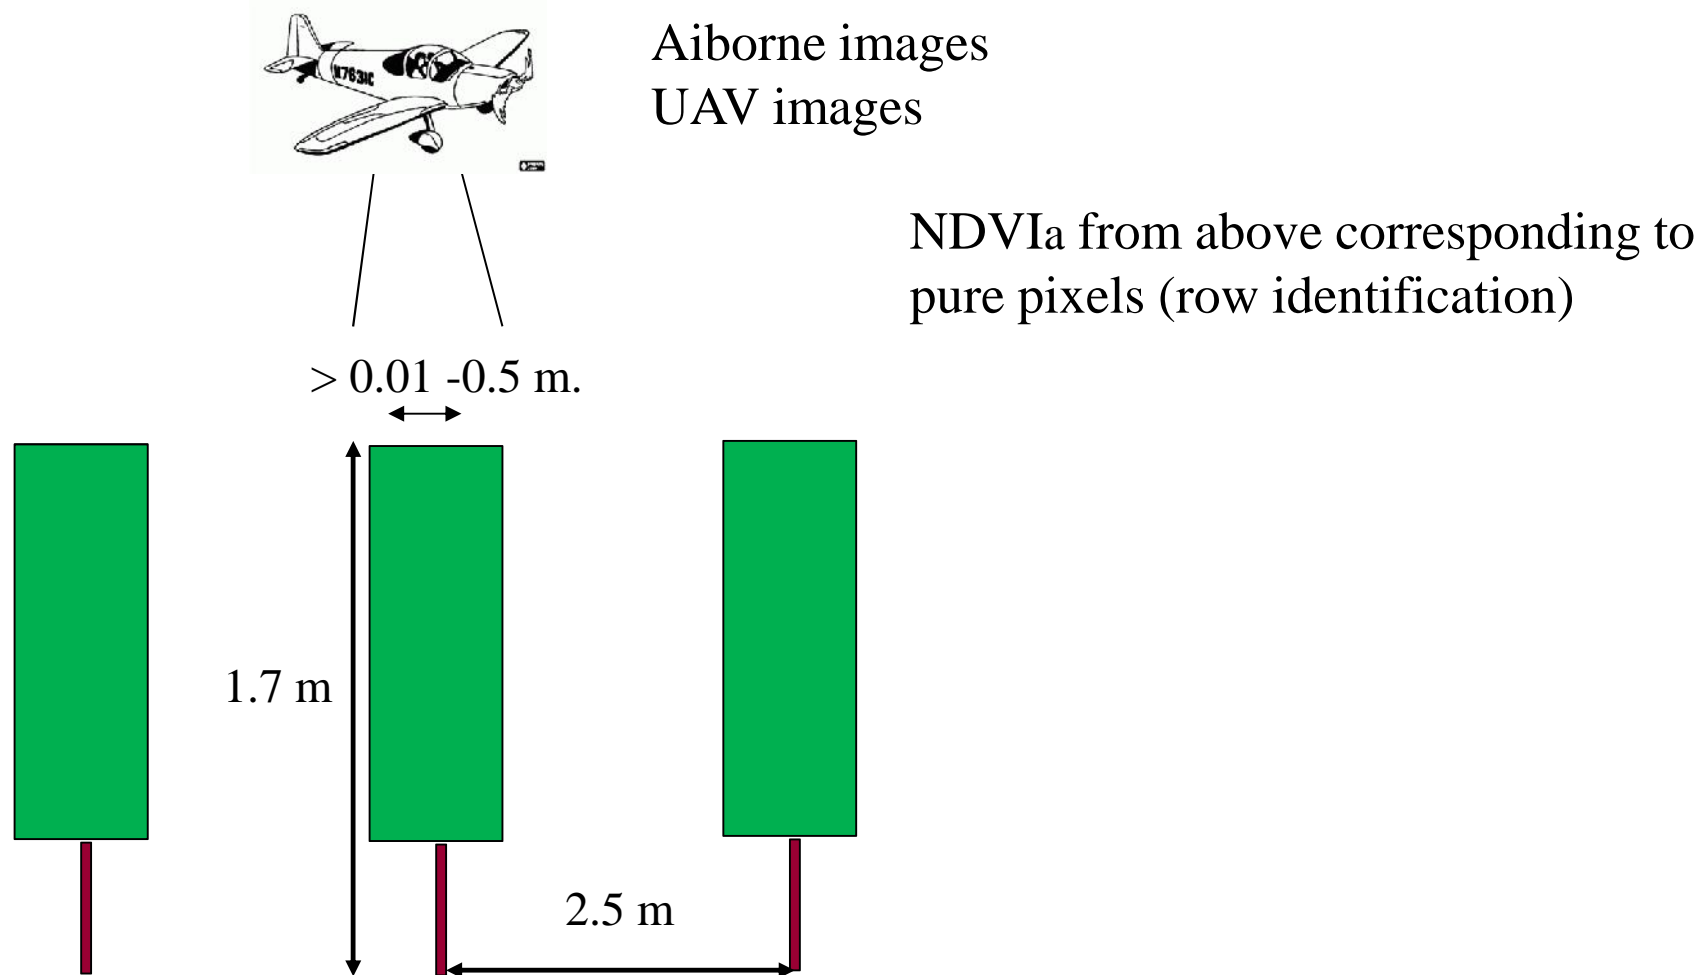 Aiborne images
UAV images
NDVIa from above corresponding to
pure pixels (row identification)
> 0.01 -0.5 m.
1.7 m
2.5 m